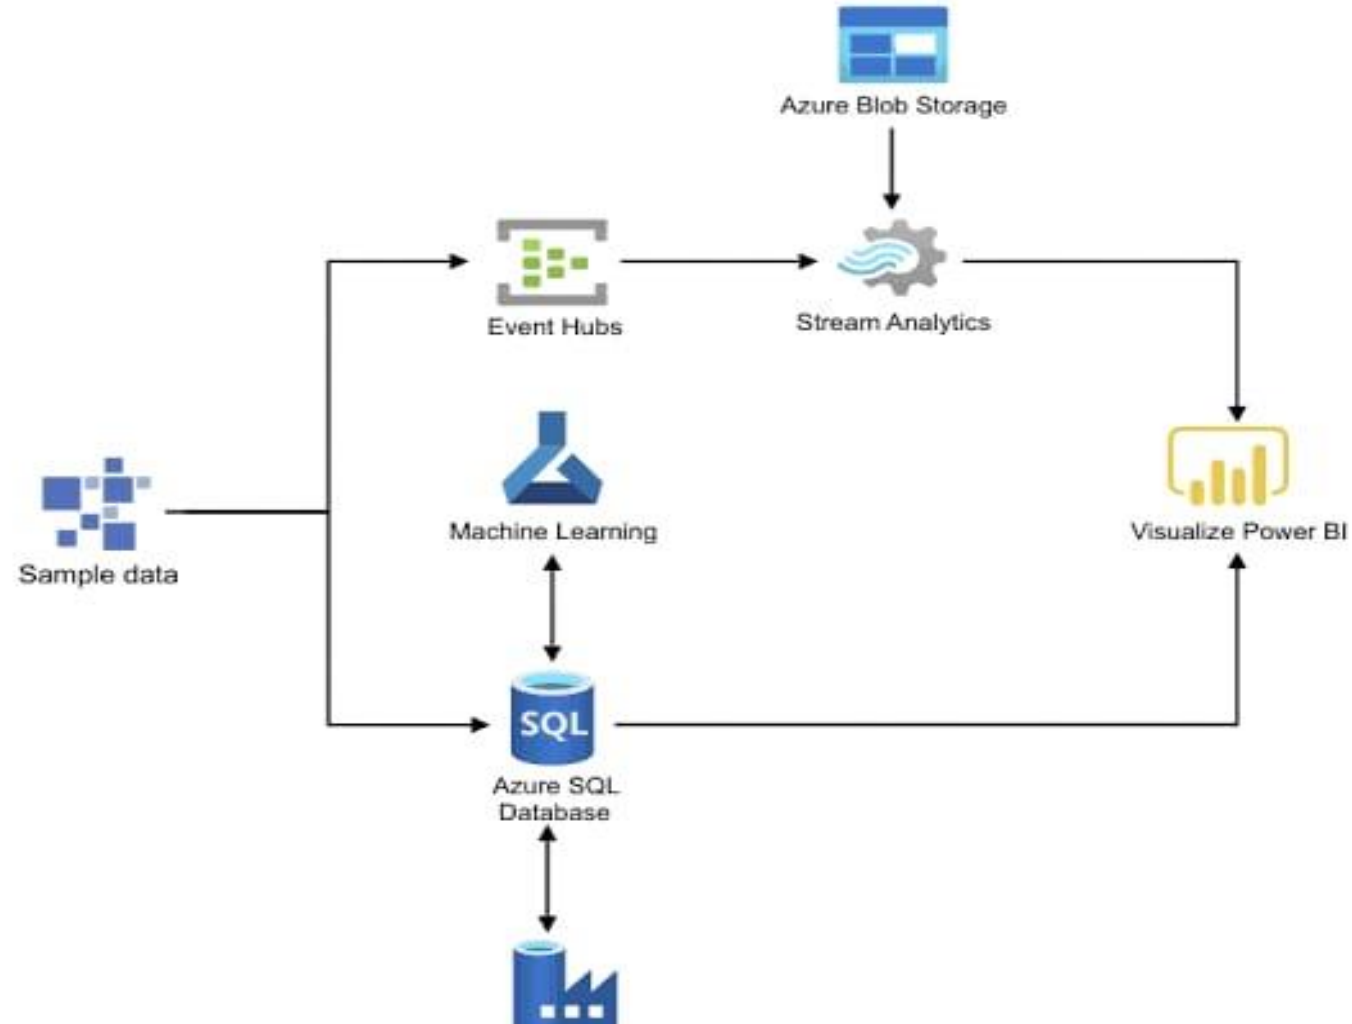 Azure Blob Storage
Event Hubs
Stream Analytics
Machine Learning
Visualize Power BI
Sample data
SQL
Azure SQL
Database